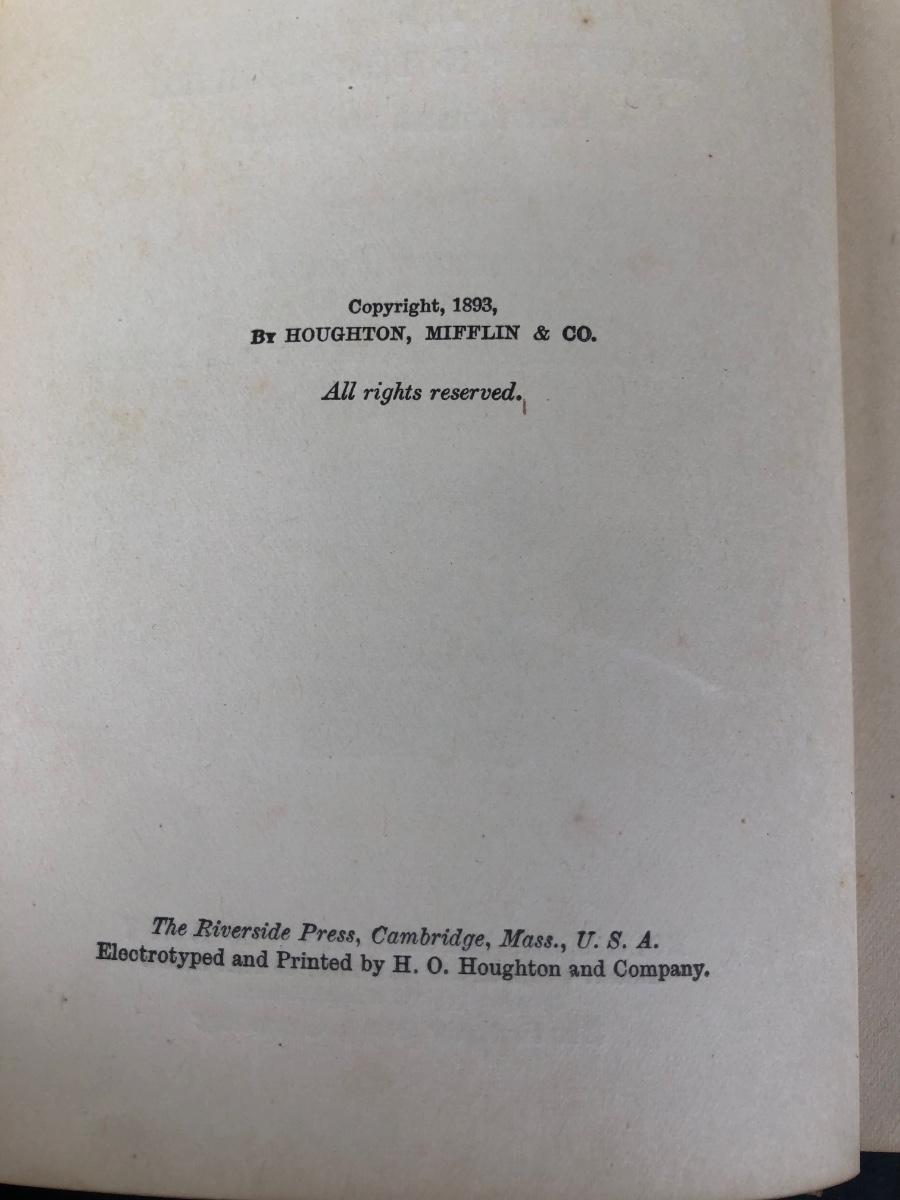 Copyright, 1893,
By HOUGHTON, MIFFLIN & CO.
All rights reserved.
The Riverside Press, Cambridge, Mass., U. S. A.
Electrotyped and Printed by H. O. Houghton and Company.